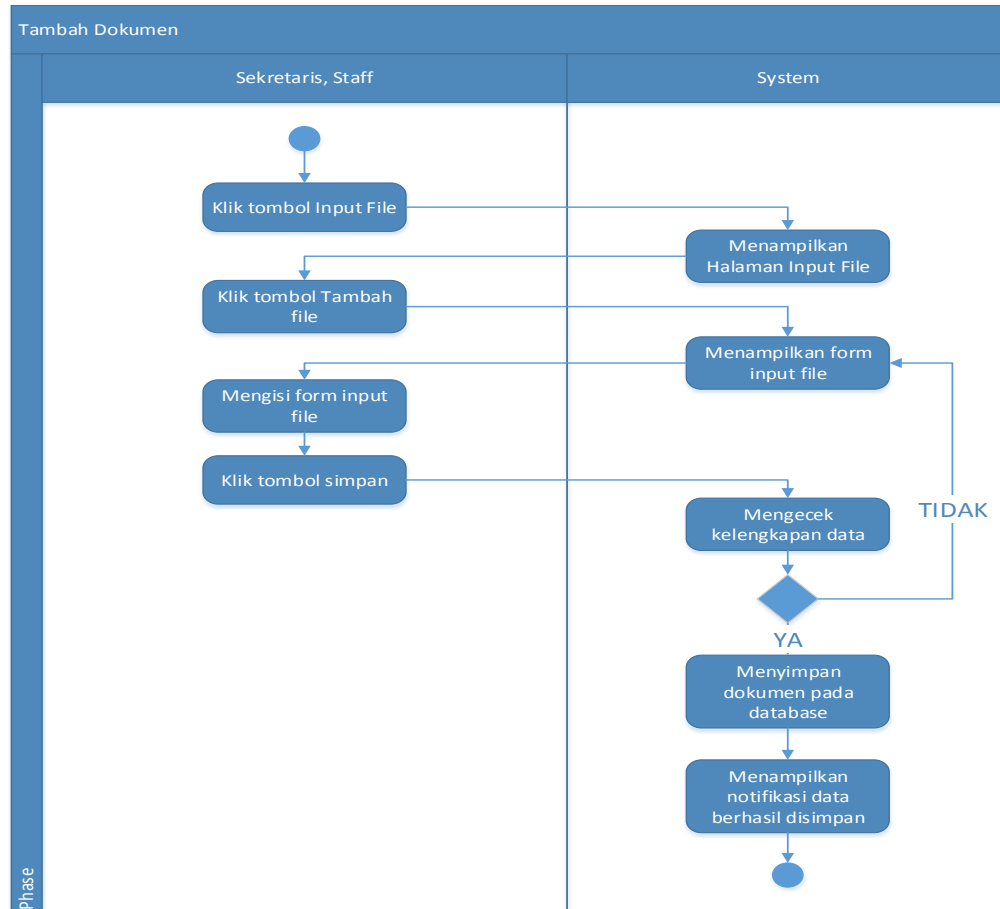 Tambah Dokumen
Sekretaris, Staff
System
Klik tombol Input File
Menampilkan
Halaman Input File
Klik tombol Tambah
file
Menampilkan form
input file
Mengisi form input
file
Klik tombol simpan
Mengecek
kelengkapan data
TIDAK
YA
Menyimpan
dokumen pada
database
Menampilkan
notifikasi data
berhasil disimpan
Phase